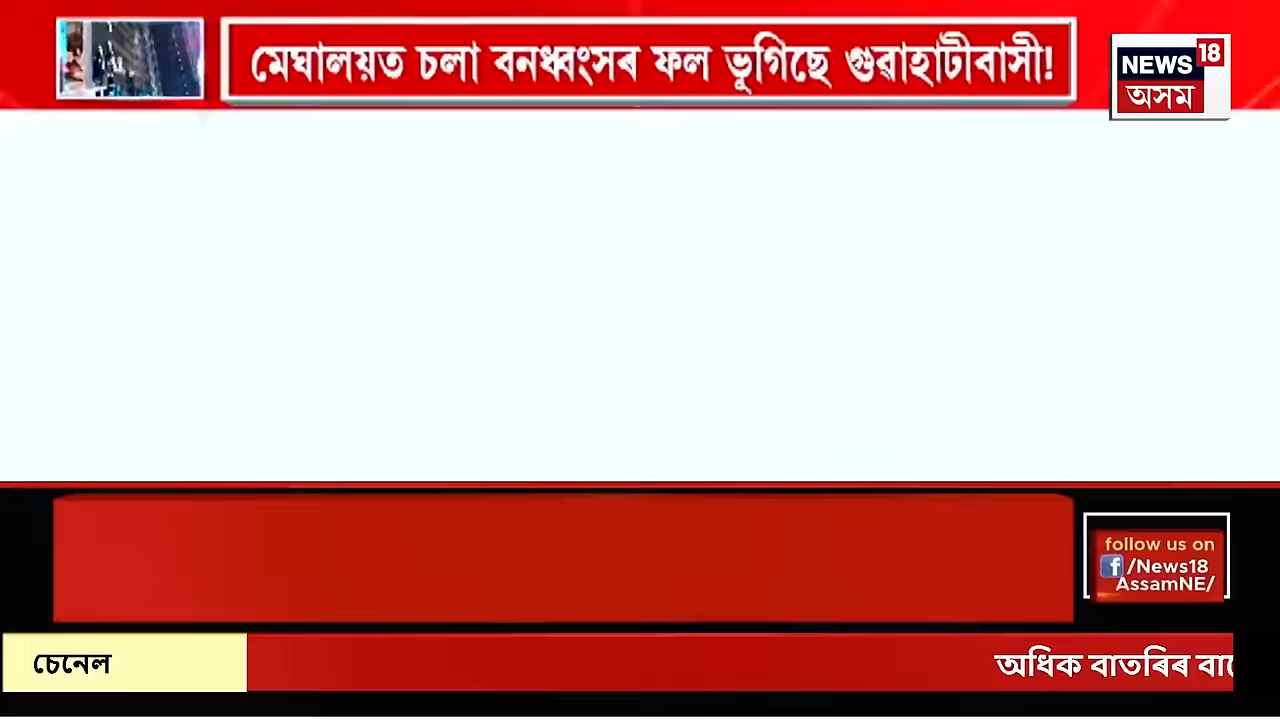 মেঘালয়ত চলা বনধ্বংসৰ ফল ভুগিছে গুৱাহাটীবাসী!
NEWS 18
অসম
follow us on
f/News18
AssamNE/
চেনেল
অধিক বাতৰিৰ